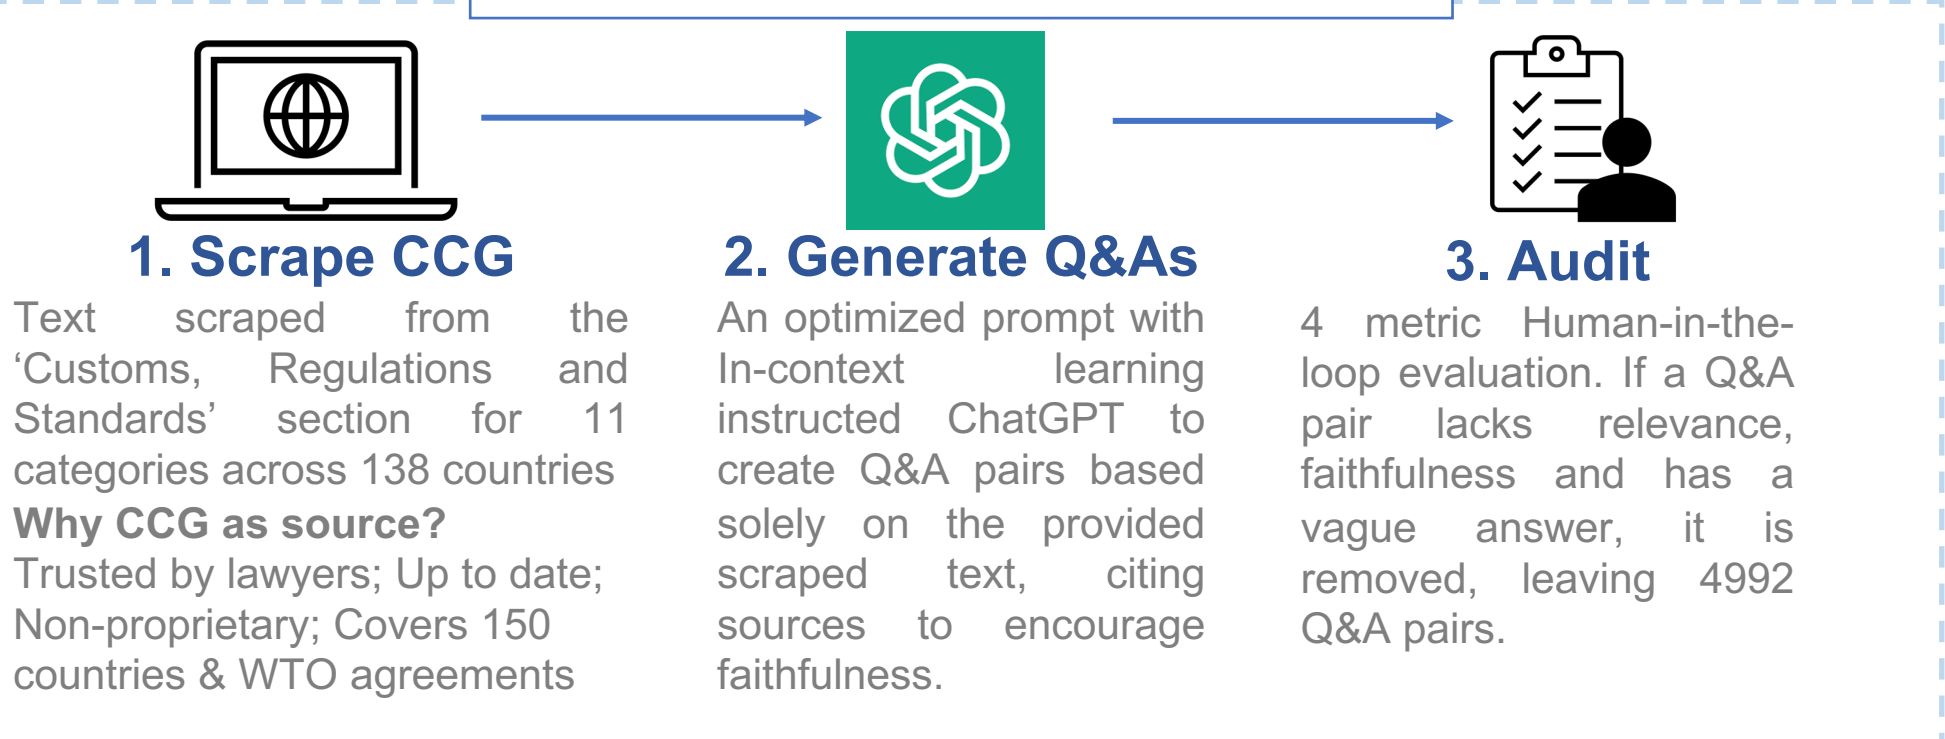 1. Scrape CCG
Text scraped from the
‘Customs, Regulations and
Standards’ section for 11
categories across 138 countries
Why CCG as source?
Trusted by lawyers; Up to date;
Non-proprietary; Covers 150
countries & WTO agreements
2. Generate Q&As
An optimized prompt with
In-context learning
instructed ChatGPT to
create Q&A pairs based
solely on the provided
scraped text, citing
sources to encourage
faithfulness.
3. Audit
4 metric Human-in-the-
loop evaluation. If a Q&A
pair lacks relevance,
faithfulness and has a
vague answer, it is
removed, leaving 4992
Q&A pairs.